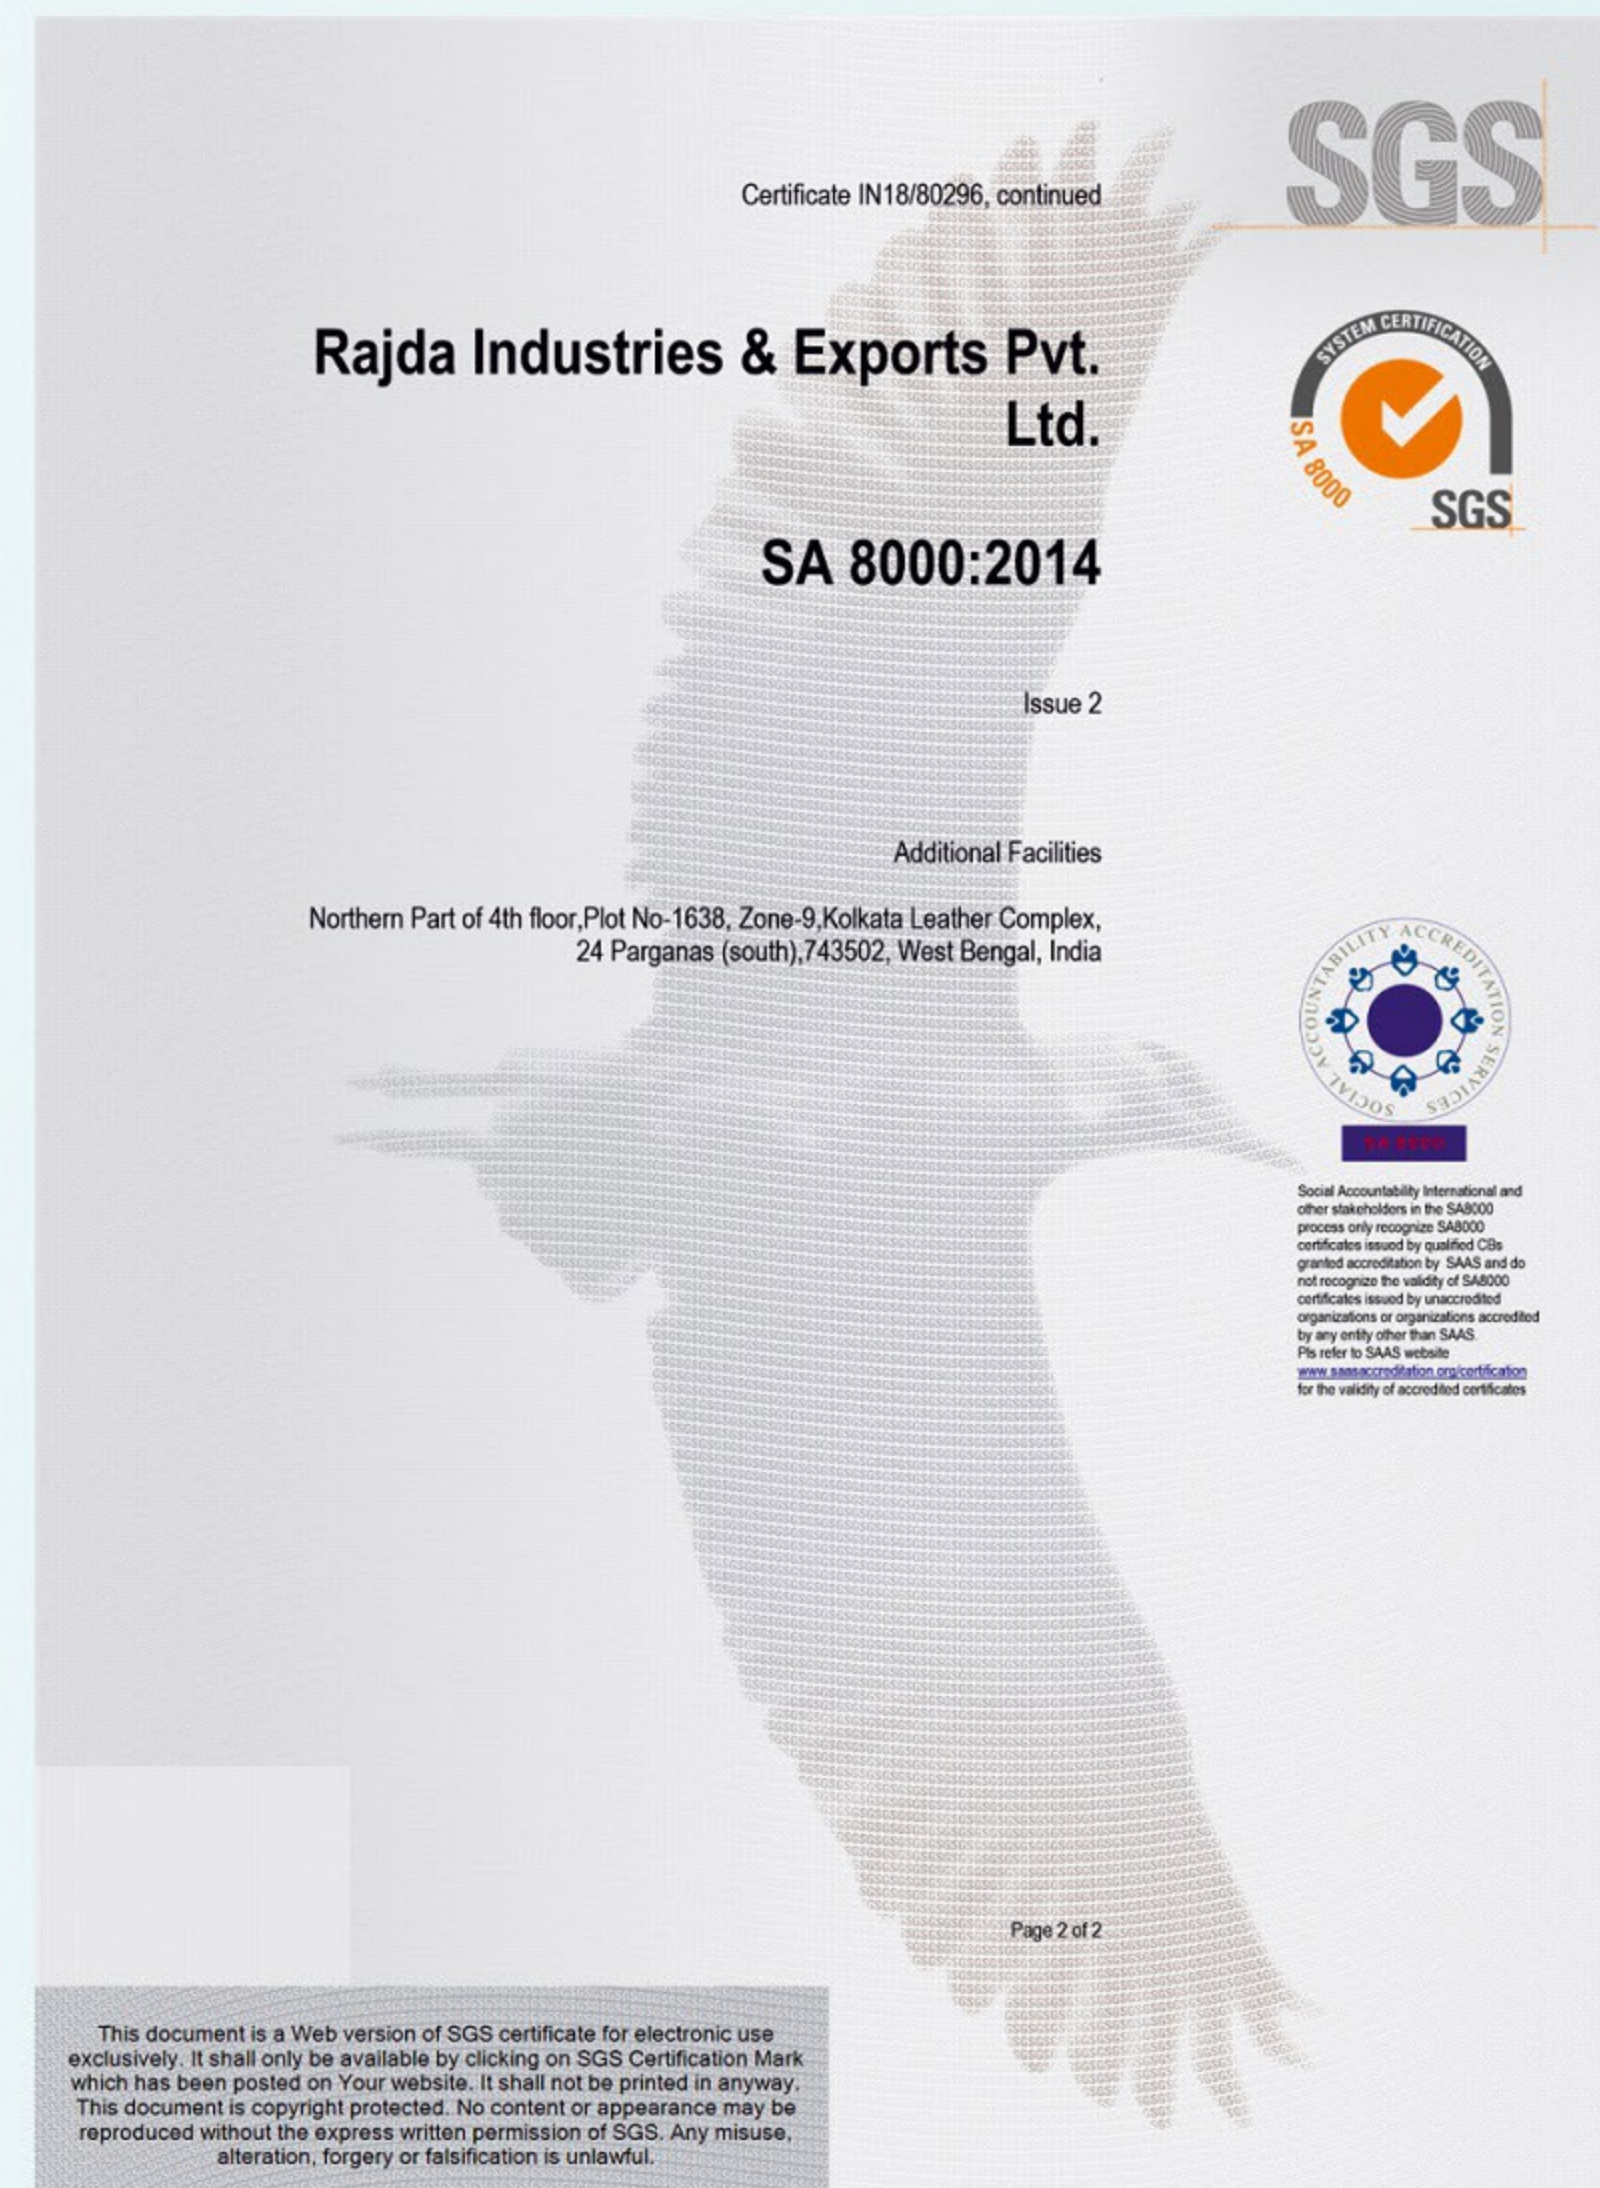 SGS
Certificate IN18/80296, continued
Rajda Industries & Exports Pvt.
Ltd.
SYSTEM CERTIFICATION
SA 8000
SGS
SA 8000:2014
Issue 2
Additional Facilities
Northern Part of 4th floor,Plot No-1638, Zone-9,Kolkata Leather Complex,
24 Parganas (south),743502, West Bengal, India
SOCIAL ACCOUNTABILITY ACCREDITATION SERVICES
SA 8000
Social Accountability International and
other stakeholders in the SA8000
process only recognize SA8000
certificates issued by qualified CBs
granted accreditation by SAAS and do
not recognize the validity of SA8000
certificates issued by unaccredited
organizations or organizations accredited
by any entity other than SAAS.
Pls refer to SAAS website
www.saasaccreditation.org/certification
for the validity of accredited certificates
Page 2 of 2
This document is a Web version of SGS certificate for electronic use
exclusively. It shall only be available by clicking on SGS Certification Mark
which has been posted on Your website. It shall not be printed in anyway.
This document is copyright protected. No content or appearance may be
reproduced without the express written permission of SGS. Any misuse,
alteration, forgery or falsification is unlawful.